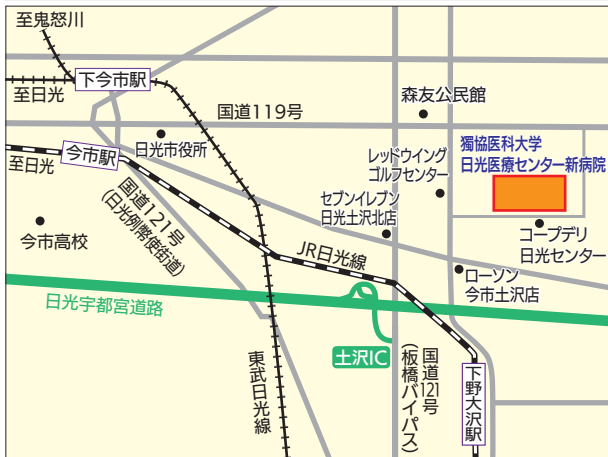 至鬼怒川
下今市駅
至日光
国道119号
森友公民館
日光市役所
獨協医科大学
日光医療センター新病院
レッドウイング
ゴルフセンター
今市駅
至日光
国道121号
(日光例幣使街道)
セブンイレブン
日光土沢北店
今市高校
コープデリ
日光センター
JR日光線
ローソン
今市土沢店
日光宇都宮道路
土沢IC
東武日光線
国道121号
(板橋バイパス)
下野大沢駅